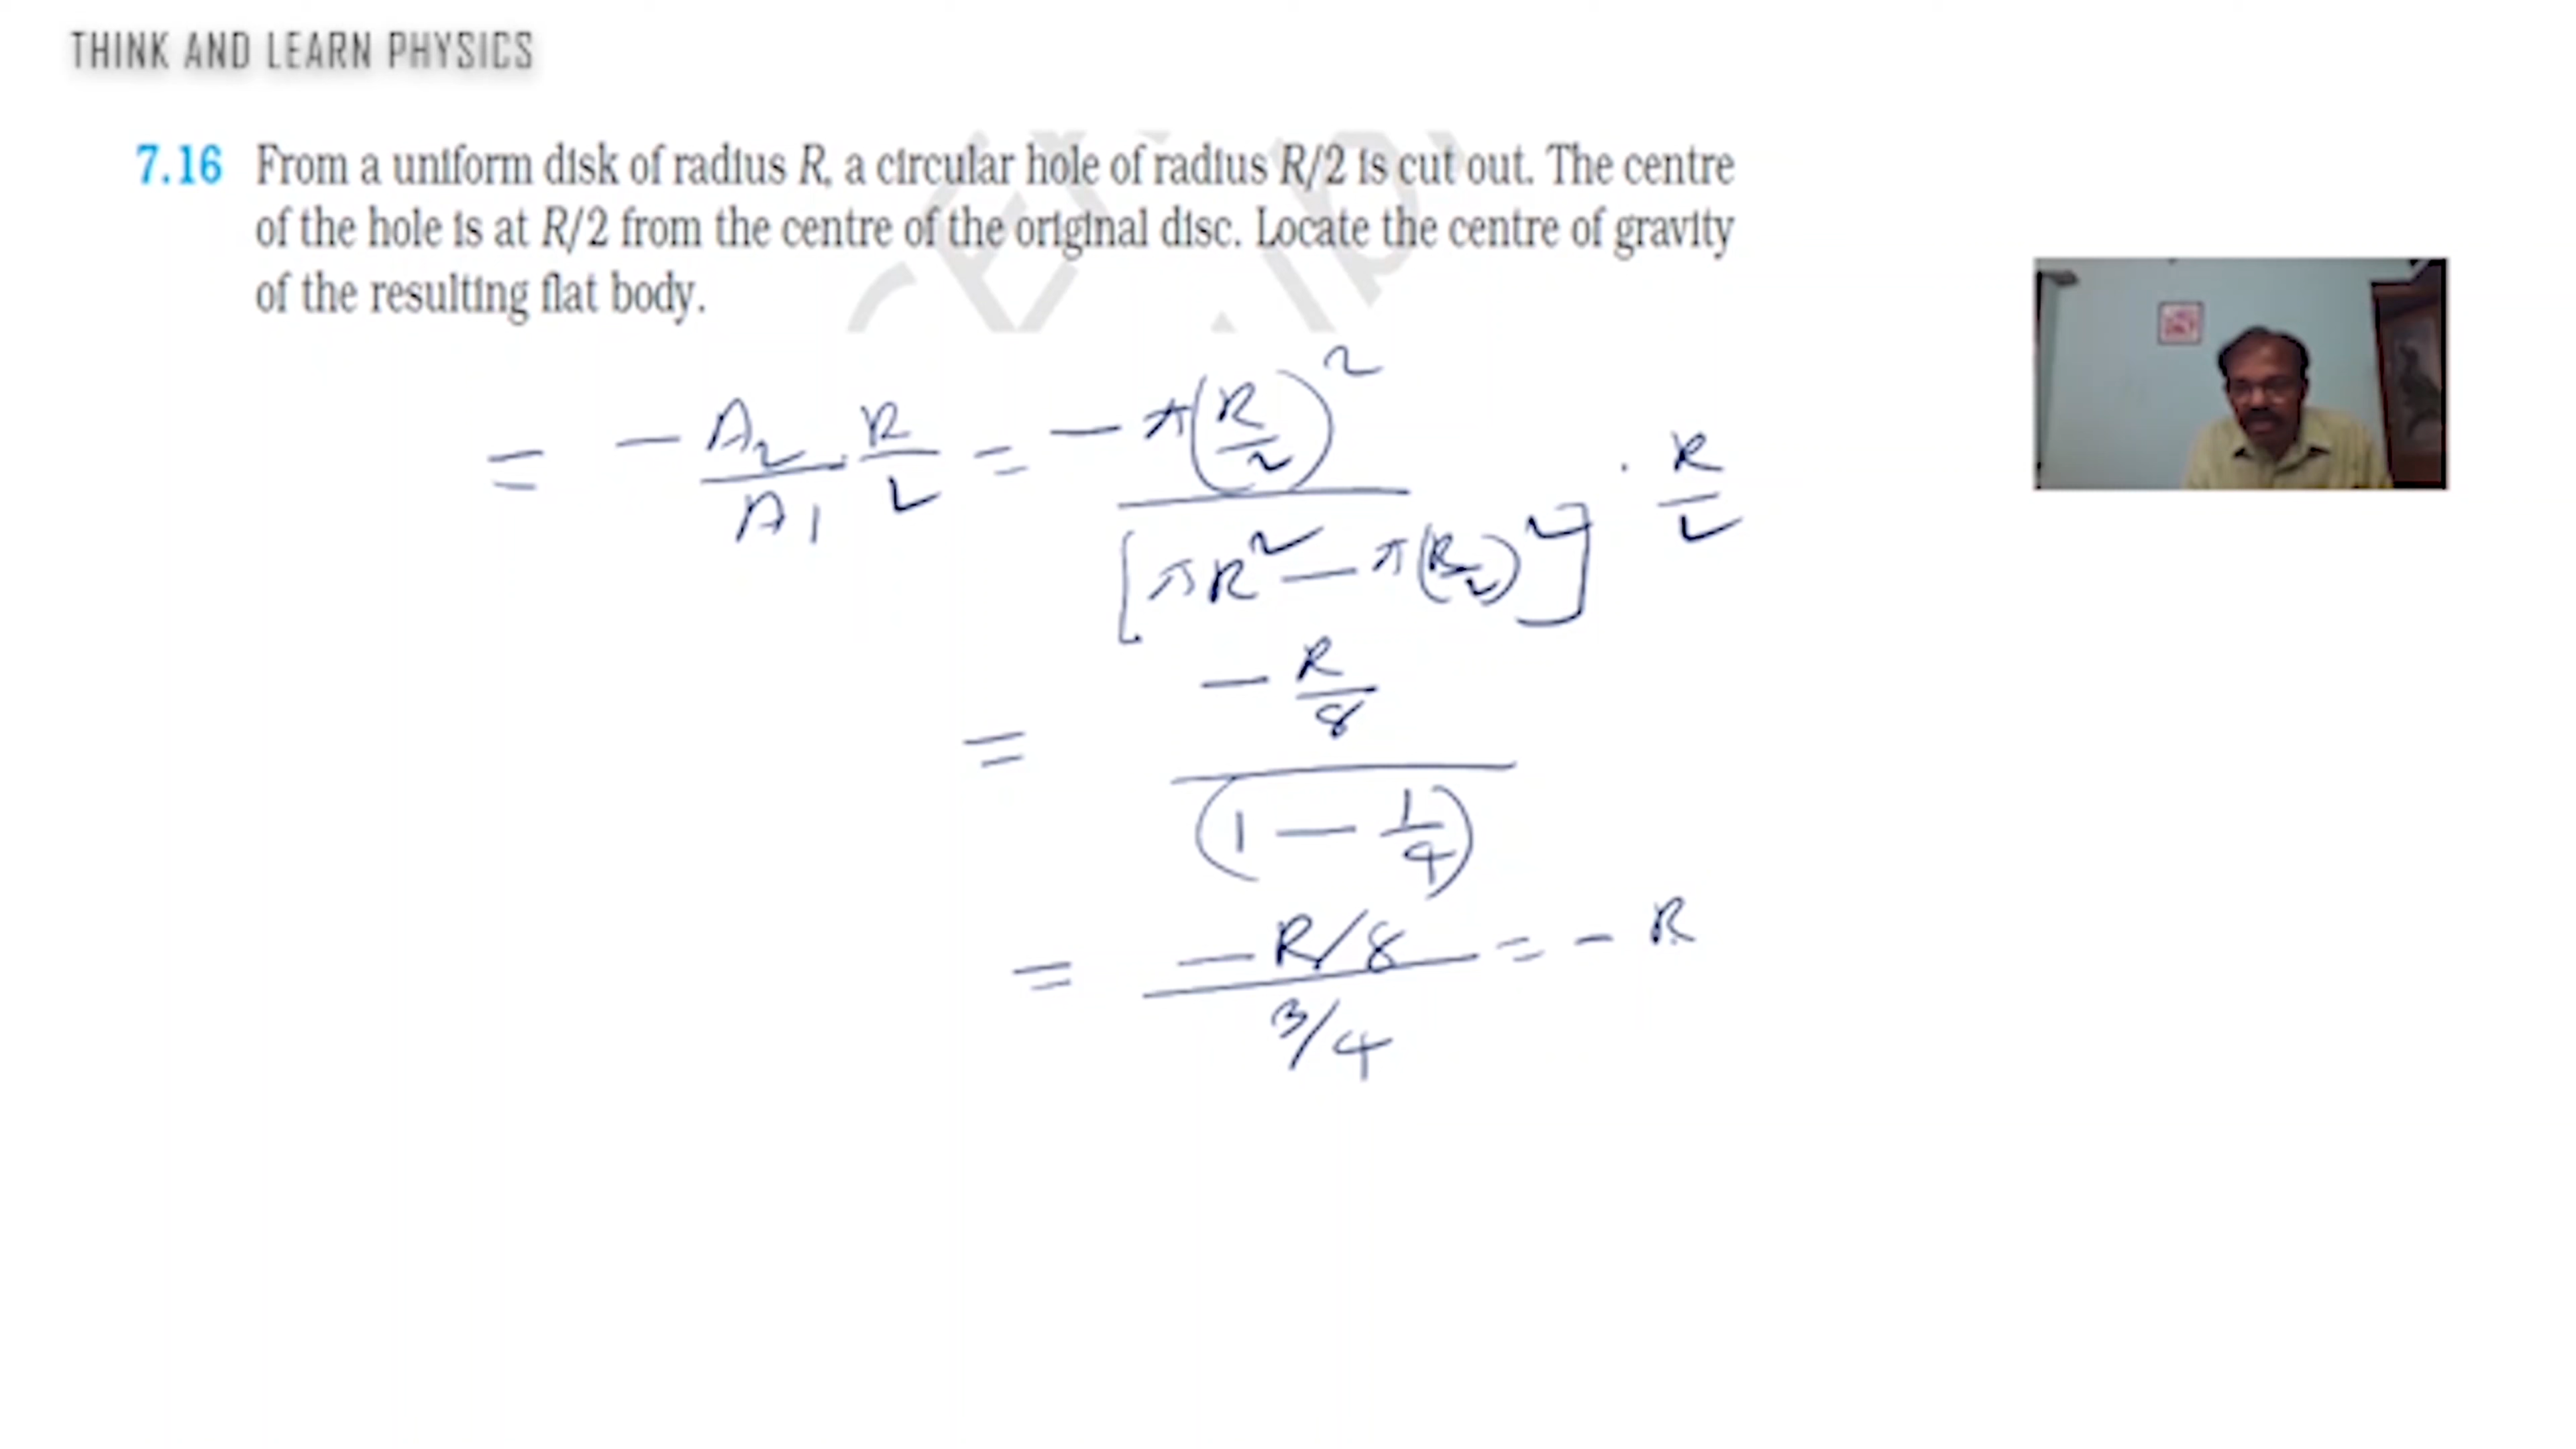 THINK AND LEARN PHYSICS
7.16 From a uniform disk of radius R, a circular hole of radius R/2 is cut out. The centre
of the hole is at R/2 from the centre of the original disc. Locate the centre of gravity
of the resulting flat body.
= - A₂/A₁ · R/2 = - π(R/2)² / [πR² - π(R/2)²] · R/2
= - R/8 / (1 - 1/4)
= - R/8 / 3/4 = - R